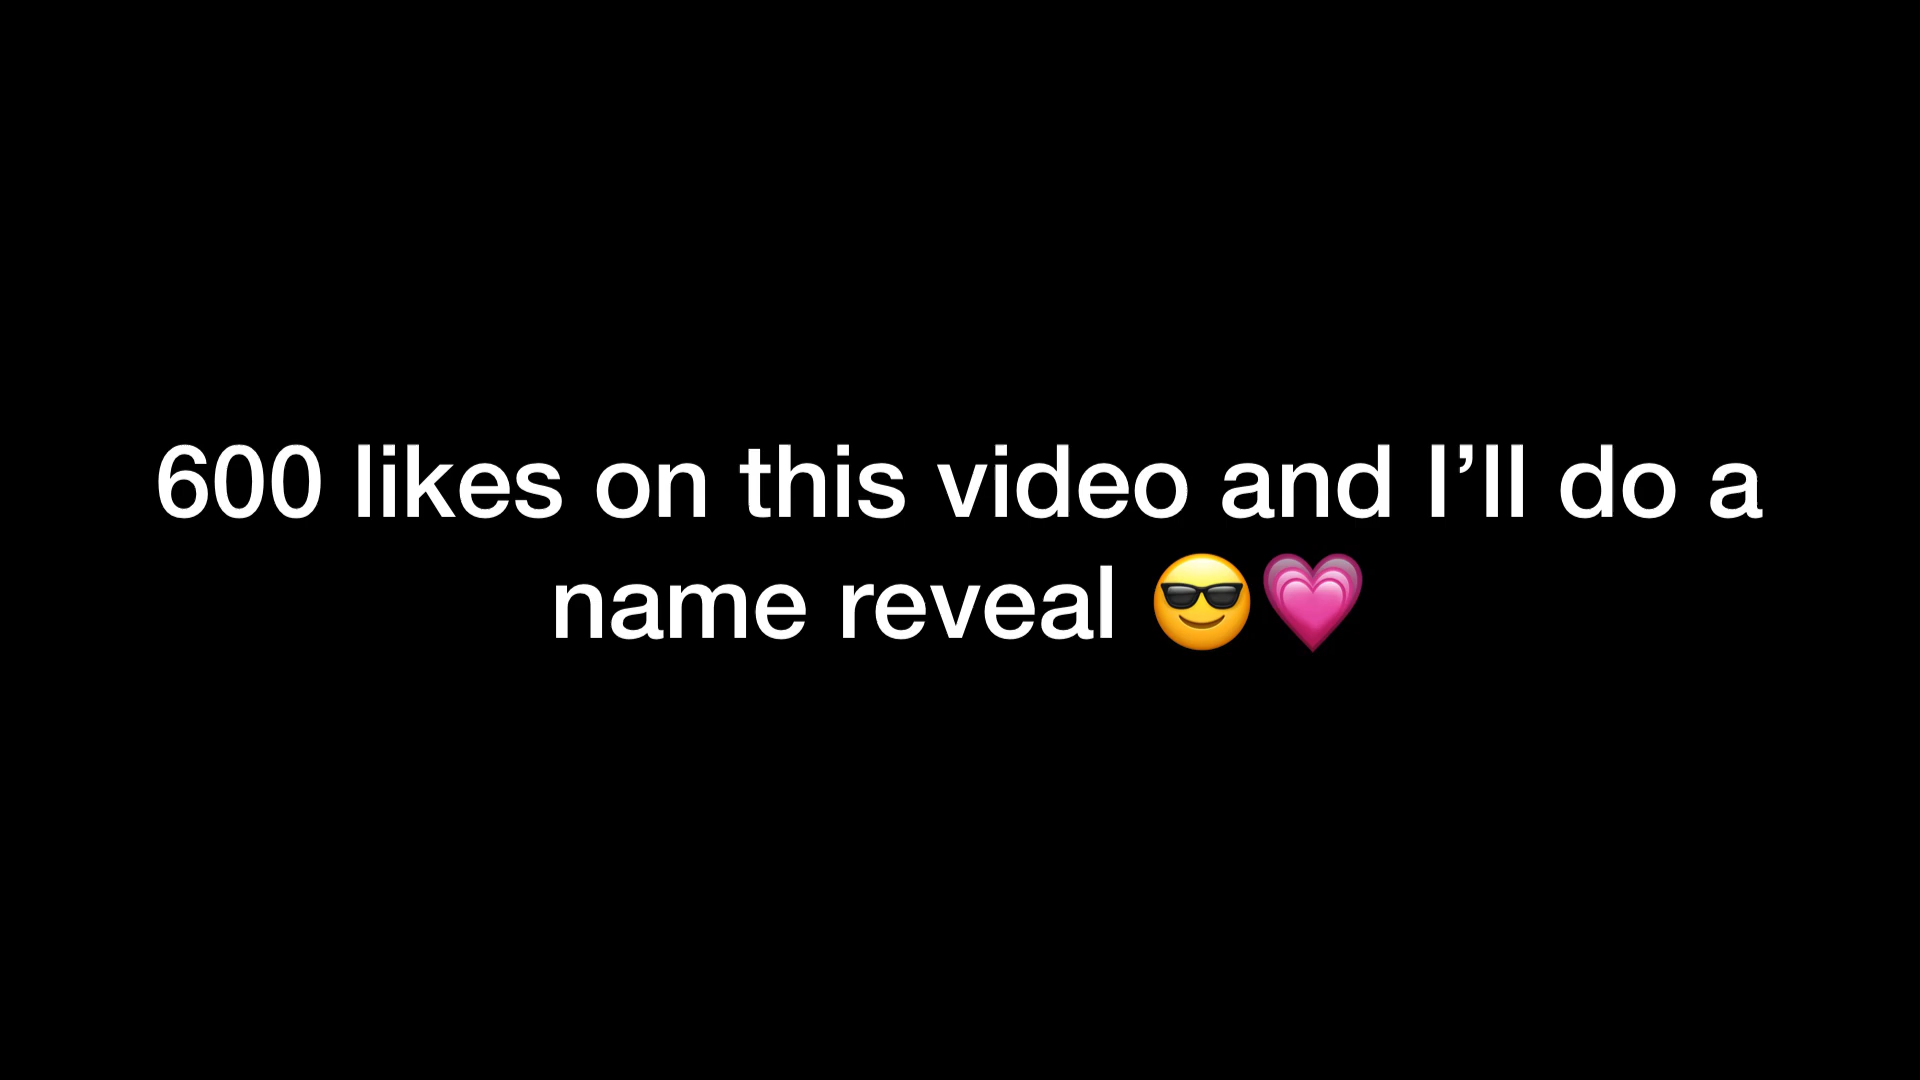 600 likes on this video and I’ll do a
name reveal 😎💗